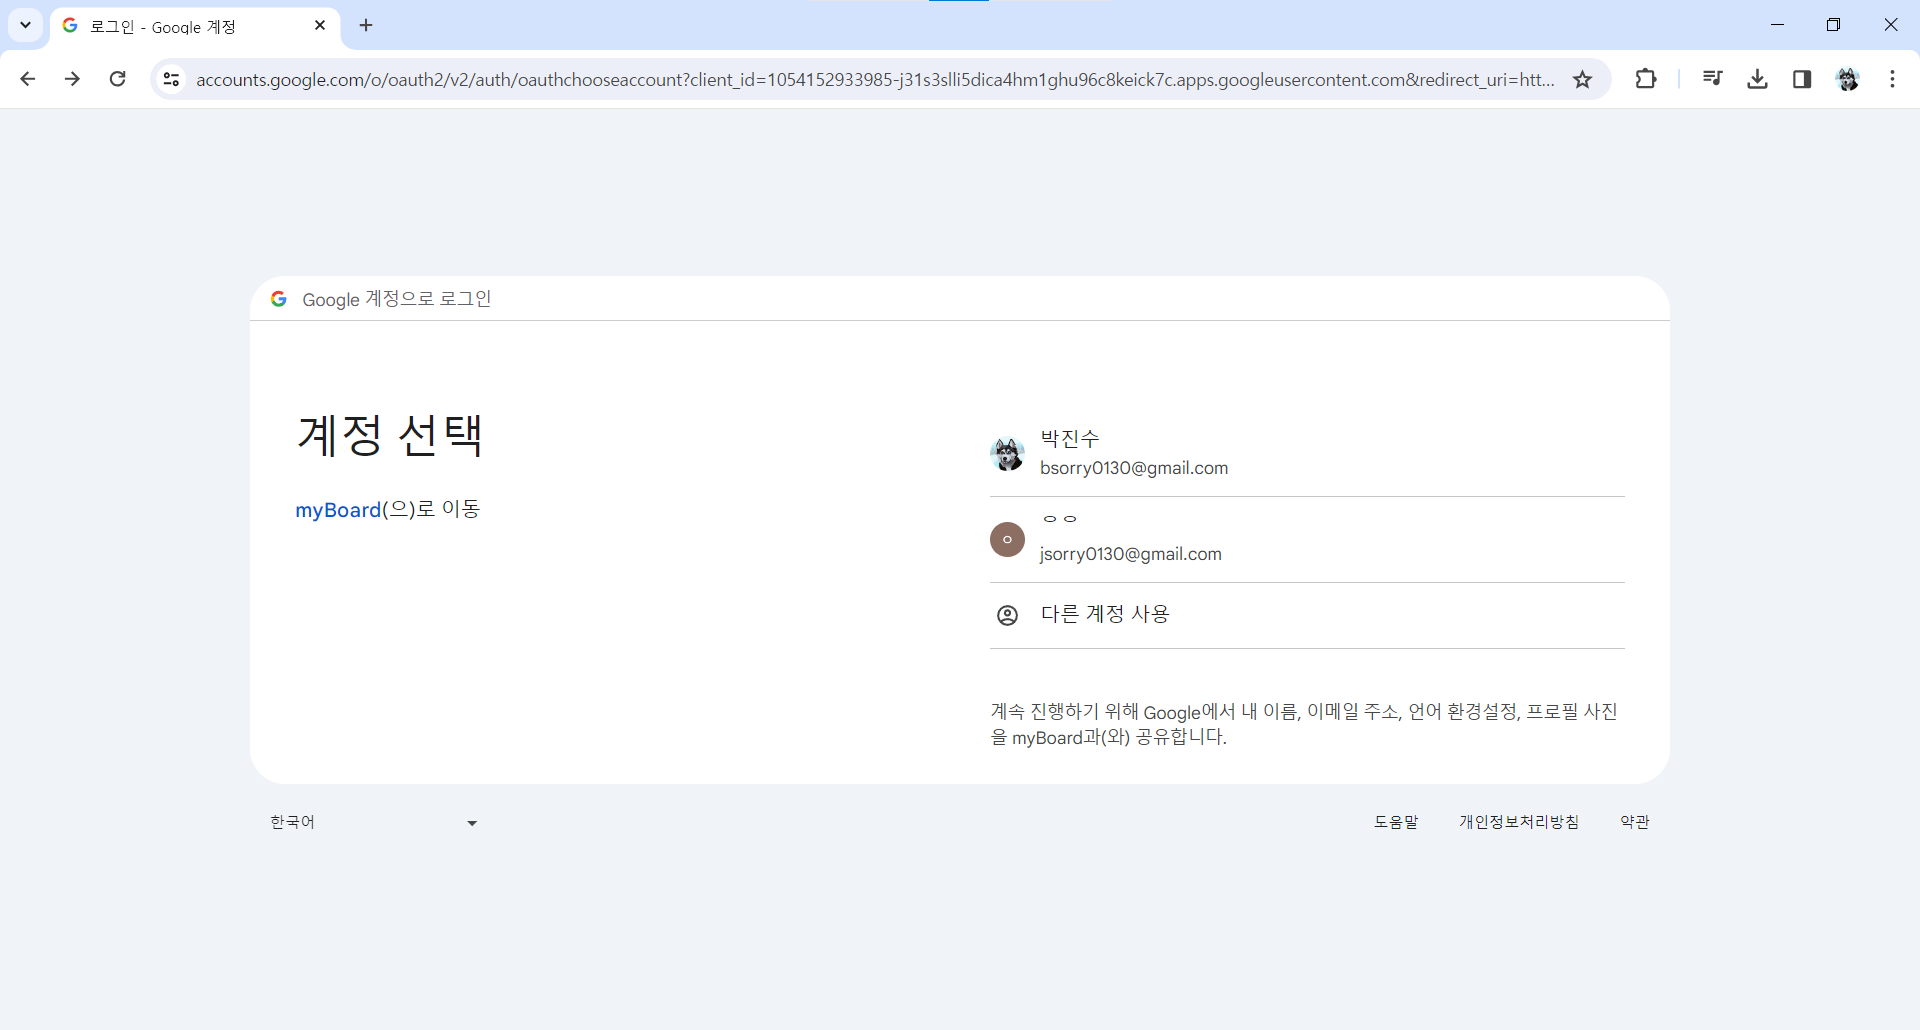 로그인 - Google 계정
accounts.google.com/o/oauth2/v2/auth/oauthchooseaccount?client_id=1054152933985-j31s3slli5dica4hm1ghu96c8keick7c.apps.googleusercontent.com&redirect_uri=htt...
Google 계정으로 로그인
계정 선택
myBoard(으)로 이동
박진수
bsorry0130@gmail.com
ㅇㅇ
ㅇ
jsorry0130@gmail.com
다른 계정 사용
계속 진행하기 위해 Google에서 내 이름, 이메일 주소, 언어 환경설정, 프로필 사진
을 myBoard과(와) 공유합니다.
한국어
도움말 개인정보처리방침 약관